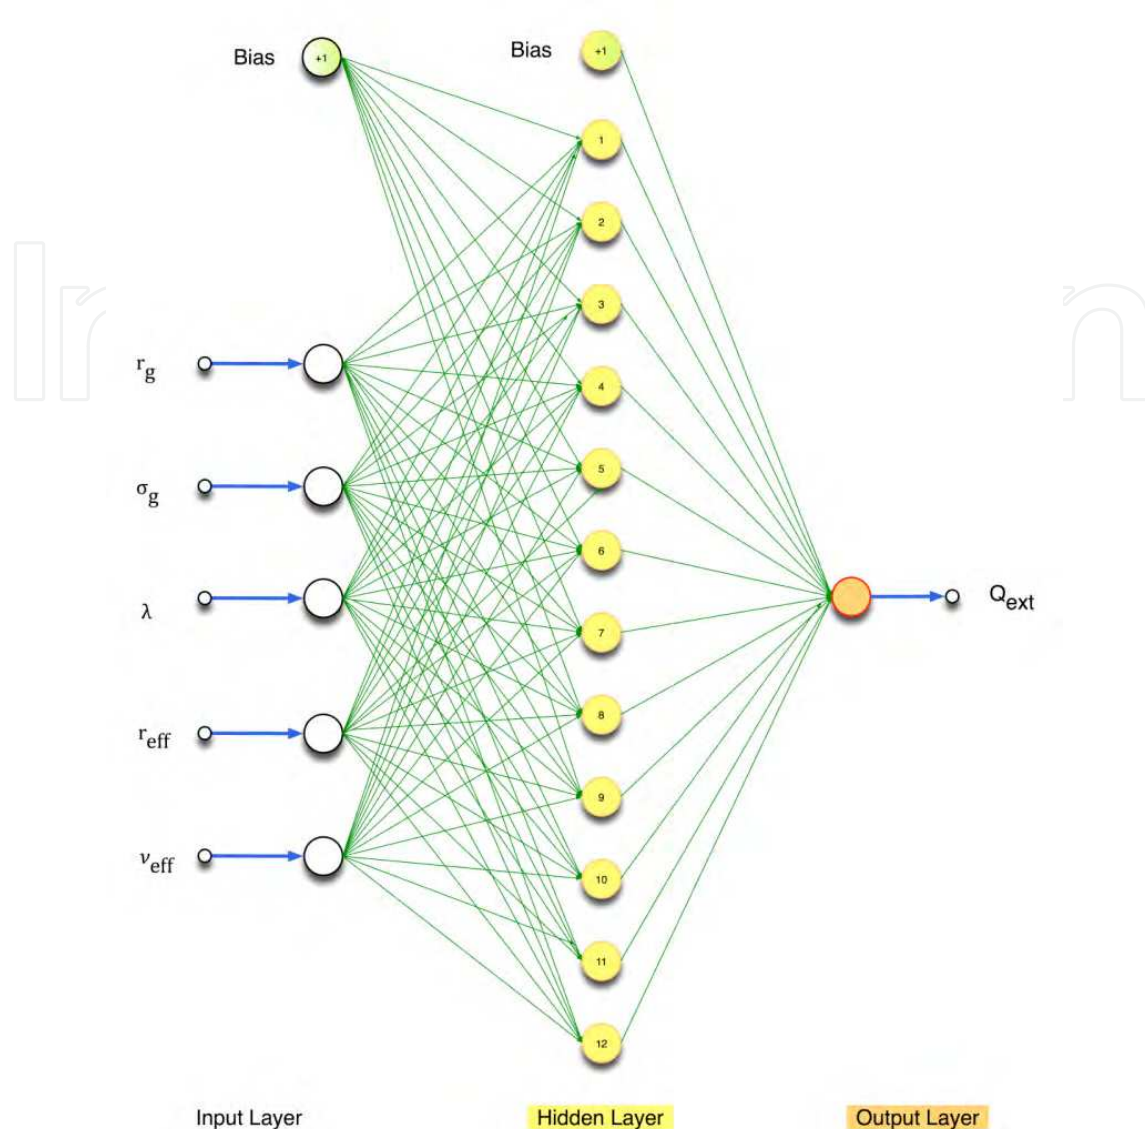 Bias
+1
Bias
+1
1
2
3
4
5
6
7
8
9
10
11
12
r_g
σ_g
λ
r_eff
ν_eff
Q_ext
Input Layer
Hidden Layer
Output Layer